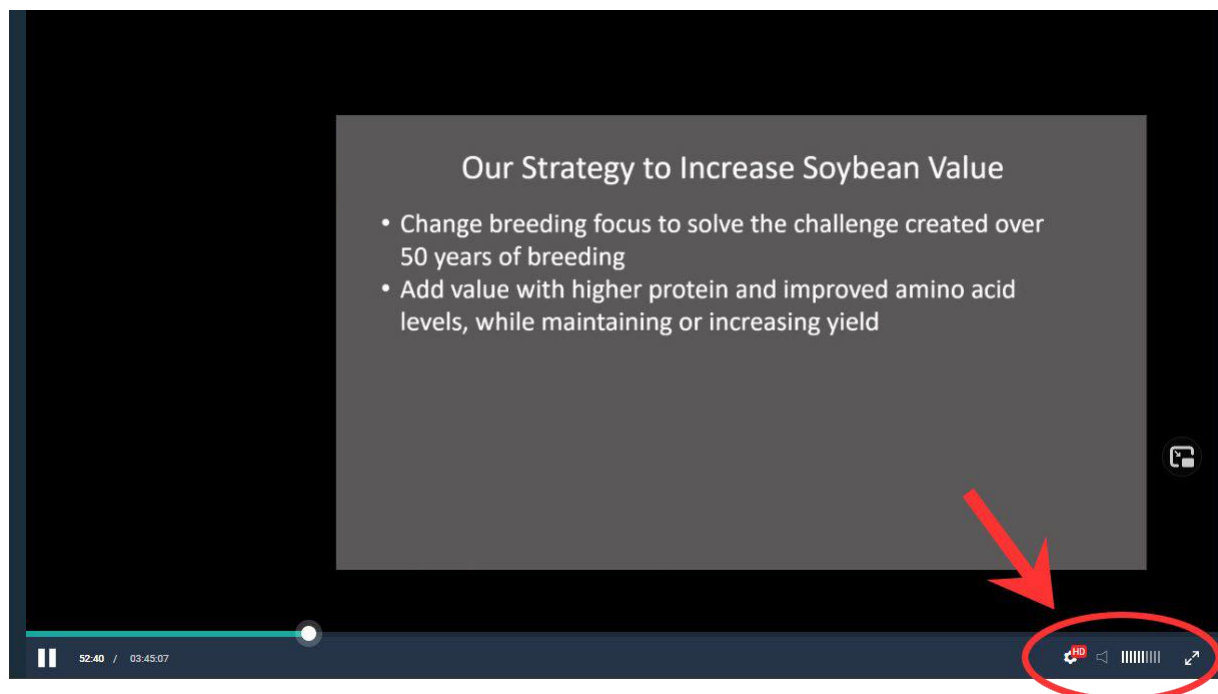 Our Strategy to Increase Soybean Value
• Change breeding focus to solve the challenge created over
50 years of breeding
• Add value with higher protein and improved amino acid
levels, while maintaining or increasing yield
52:40 / 03:45:07
HD